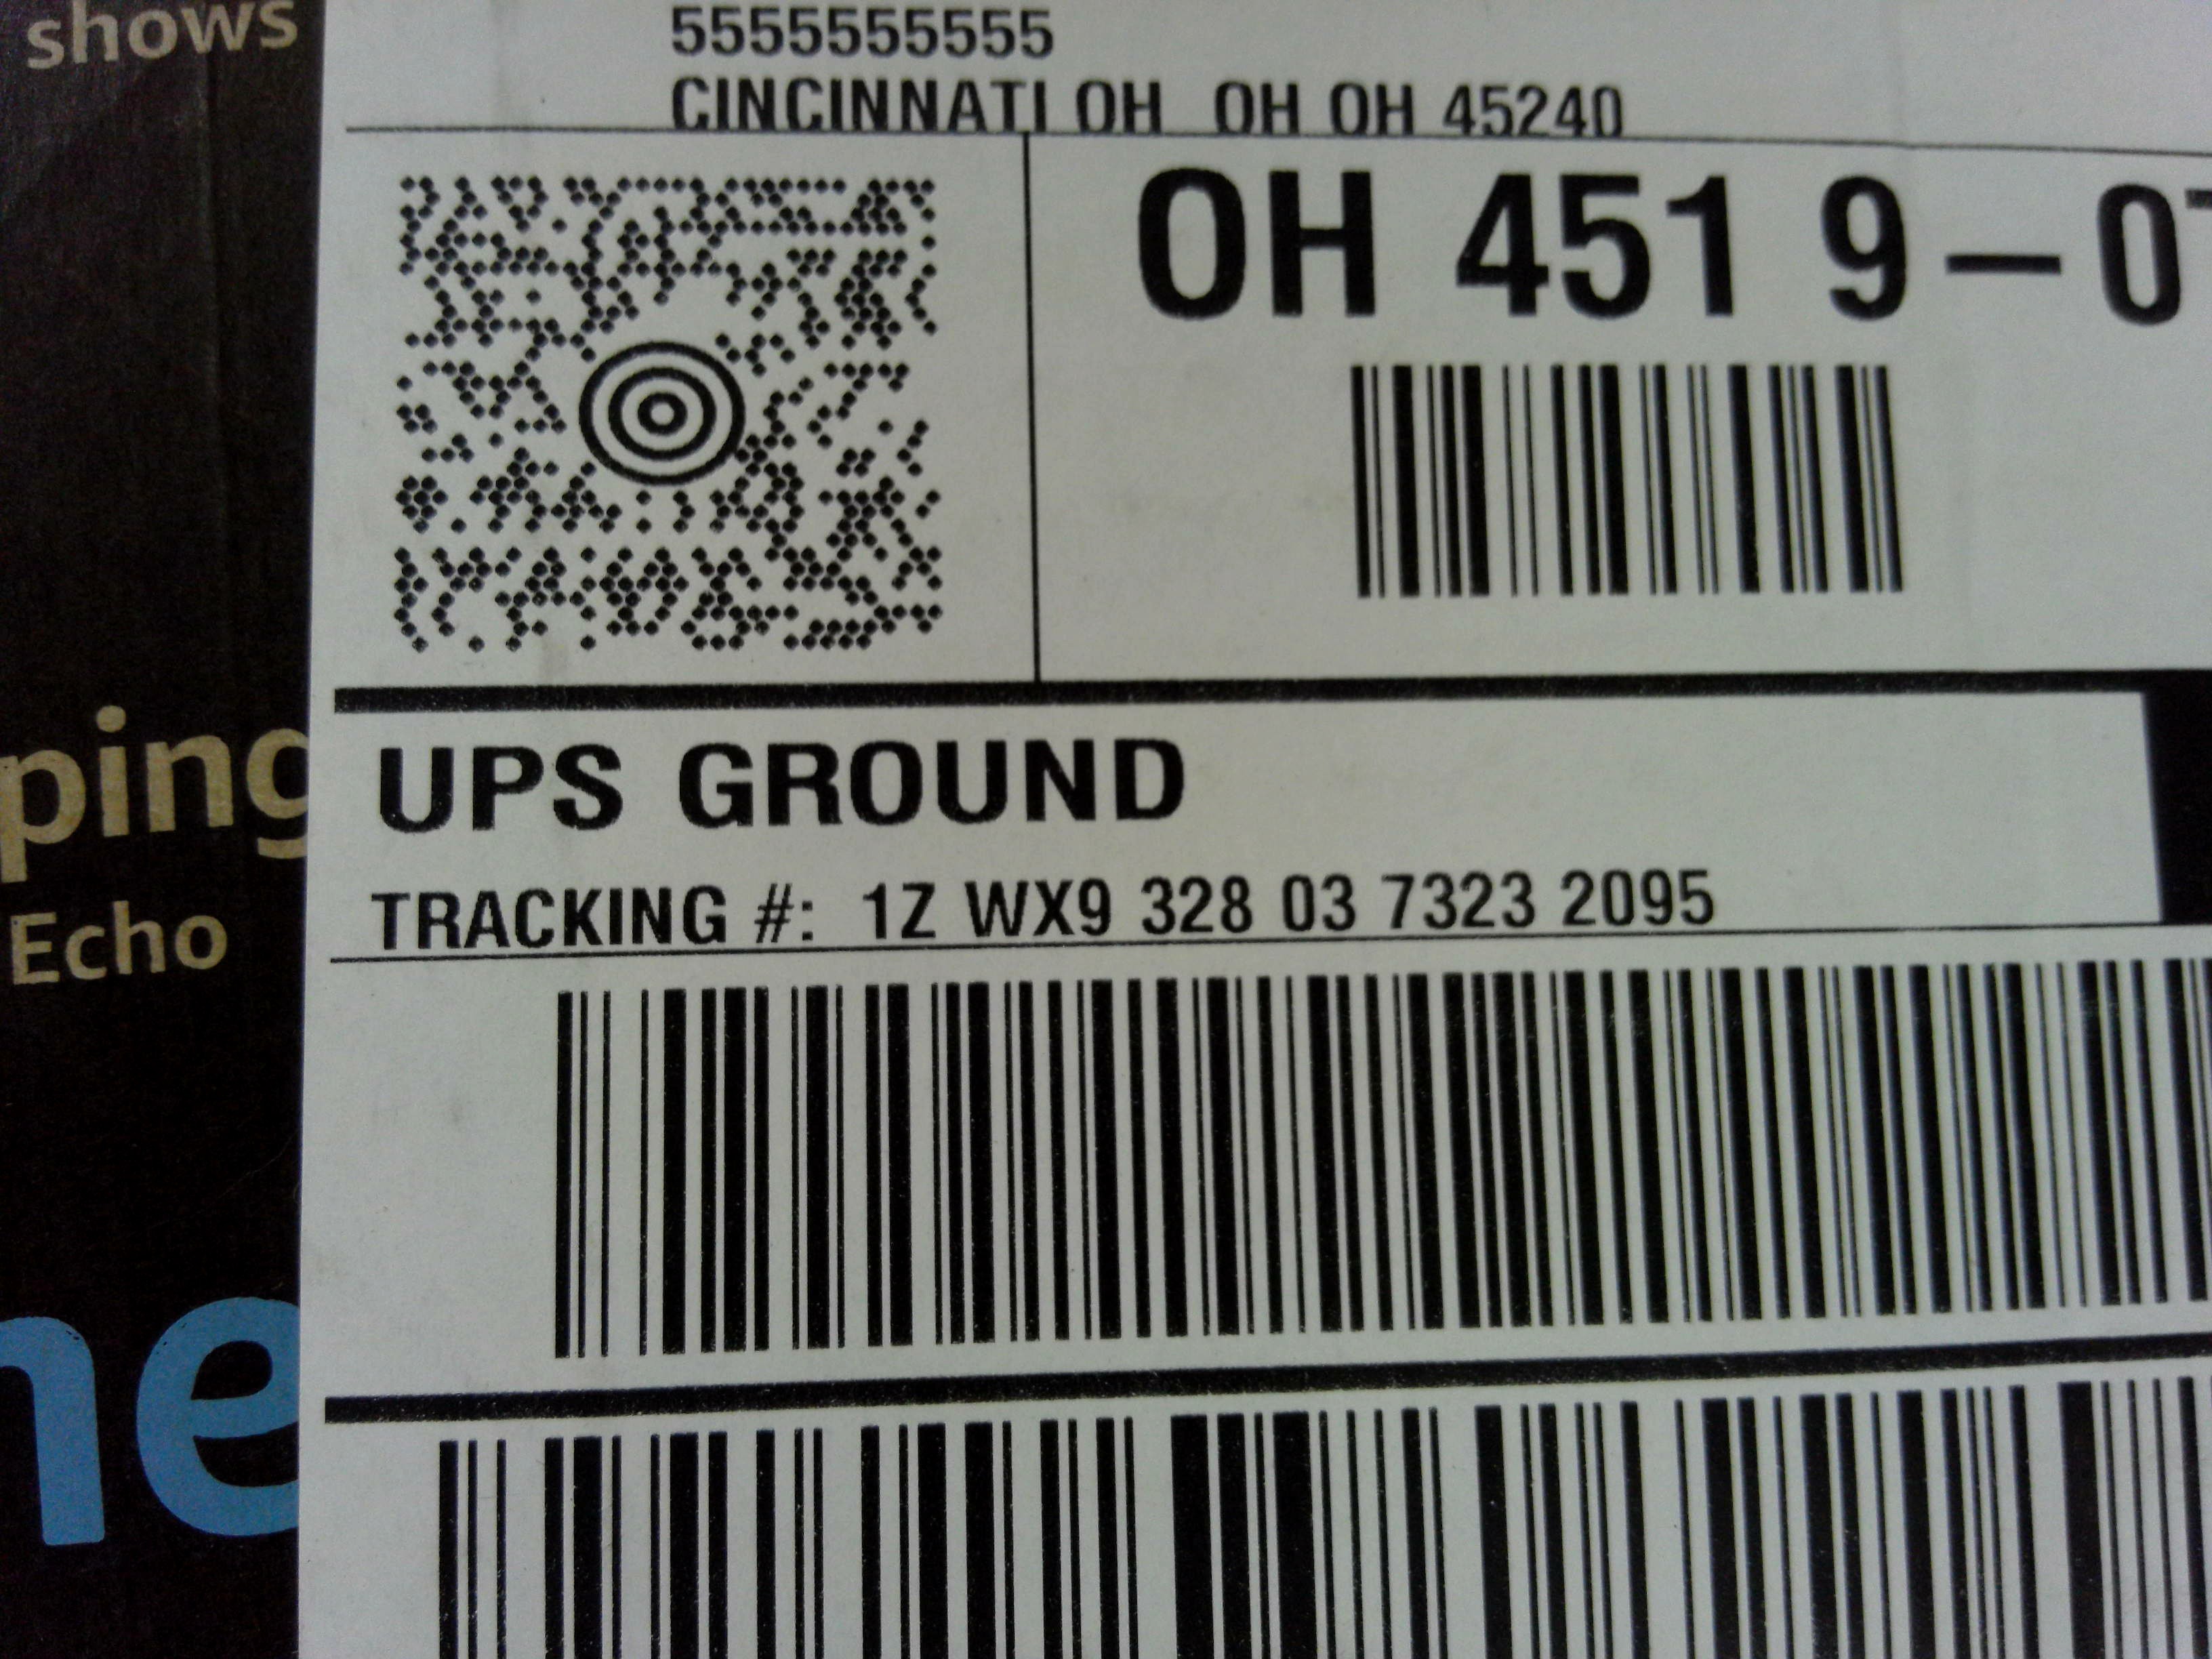 shows
5555555555
CINCINNATI OH  OH OH 45240
OH 451 9-0
UPS GROUND
TRACKING #: 1Z WX9 328 03 7323 2095
ping
Echo
ne